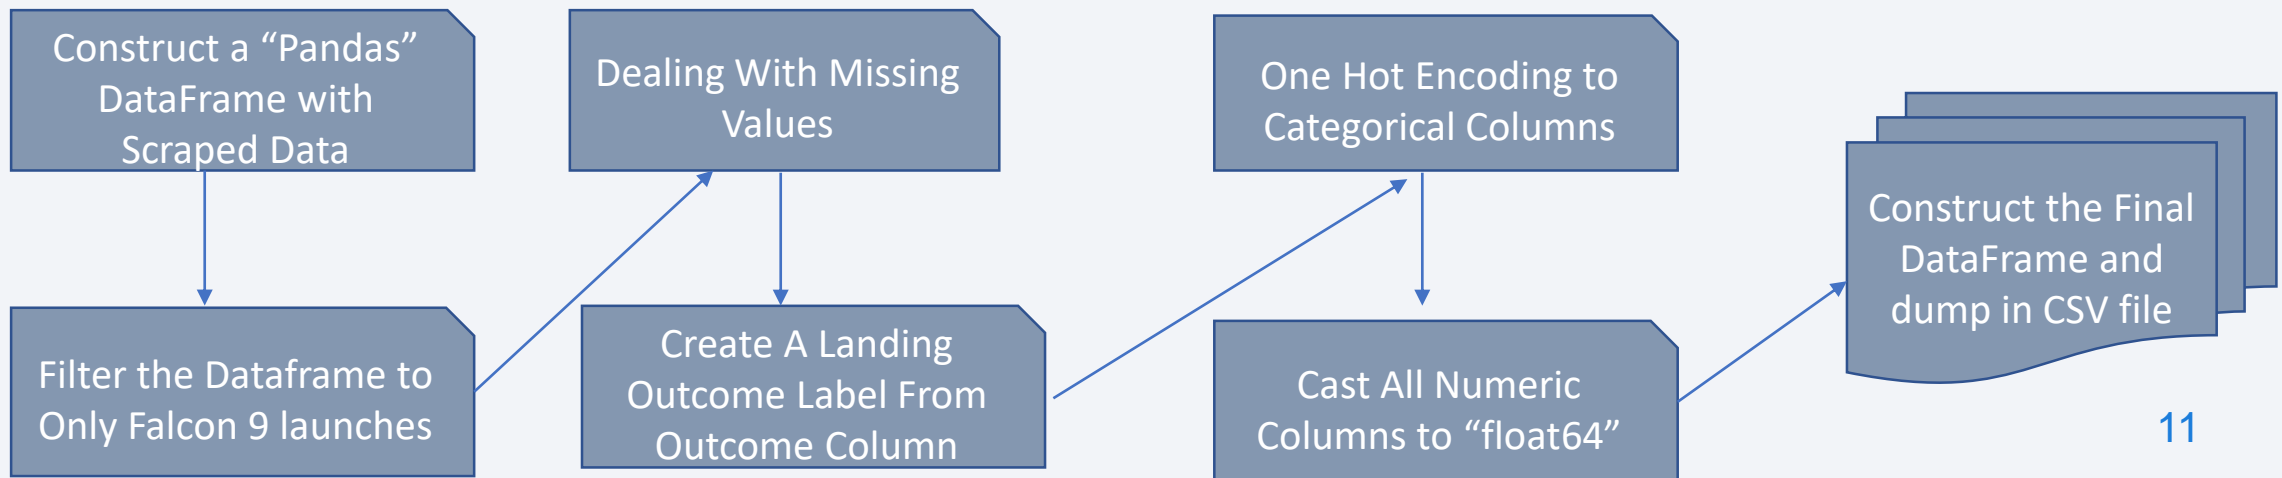 Construct a “Pandas”
DataFrame with
Scraped Data
Filter the Dataframe to
Only Falcon 9 launches
Dealing With Missing
Values
Create A Landing
Outcome Label From
Outcome Column
One Hot Encoding to
Categorical Columns
Cast All Numeric
Columns to “float64”
Construct the Final
DataFrame and
dump in CSV file
11